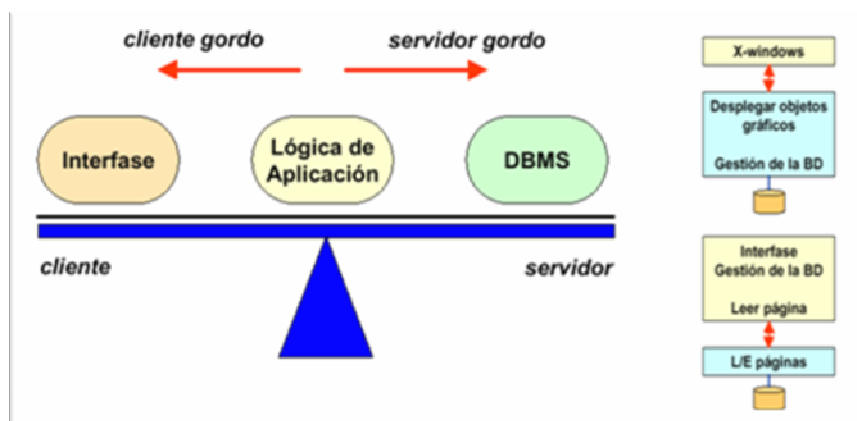 cliente gordo
servidor gordo
Interfase
Lógica de
Aplicación
DBMS
cliente
servidor
X-windows
Desplegar objetos
gráficos
Gestión de la BD
Interfase
Gestión de la BD
Leer página
L/E páginas